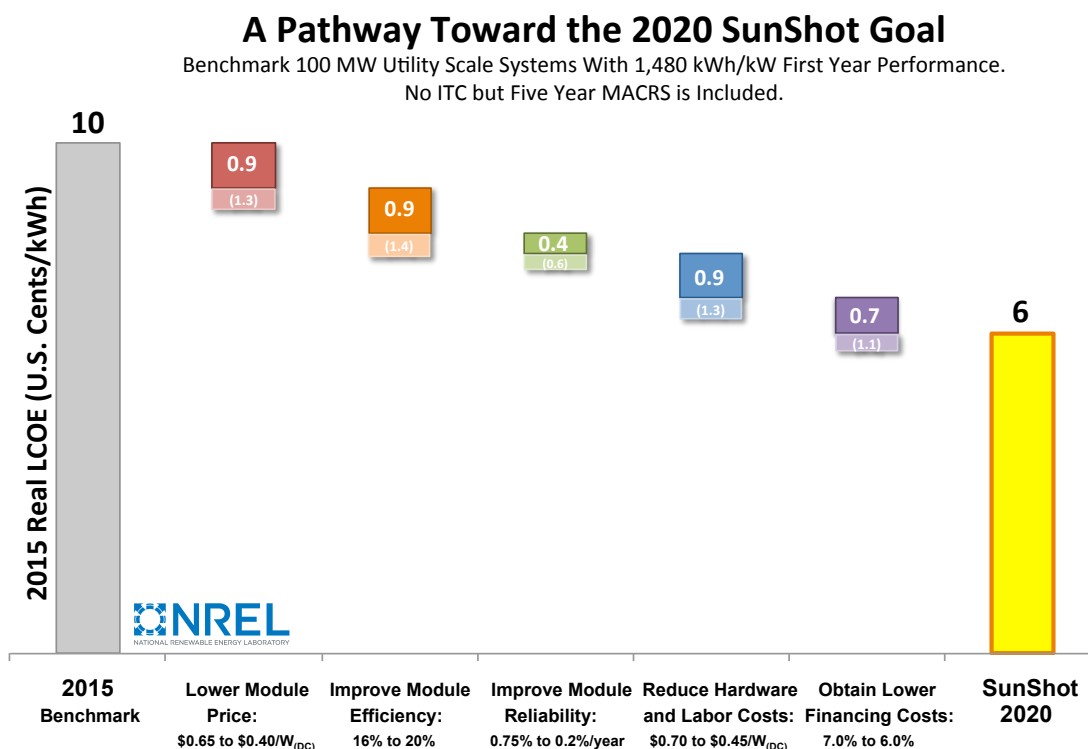 A Pathway Toward the 2020 SunShot Goal
Benchmark 100 MW Utility Scale Systems With 1,480 kWh/kW First Year Performance.
No ITC but Five Year MACRS is Included.
2015 Real LCOE (U.S. Cents/kWh)
10
0.9
(1.3)
0.9
(1.4)
0.4
(0.6)
0.9
(1.3)
0.7
(1.1)
6
NREL
NATIONAL RENEWABLE ENERGY LABORATORY
2015
Benchmark
Lower Module
Price:
$0.65 to $0.40/W(DC)
Improve Module
Efficiency:
16% to 20%
Improve Module
Reliability:
0.75% to 0.2%/year
Reduce Hardware
and Labor Costs:
$0.70 to $0.45/W(DC)
Obtain Lower
Financing Costs:
7.0% to 6.0%
SunShot
2020